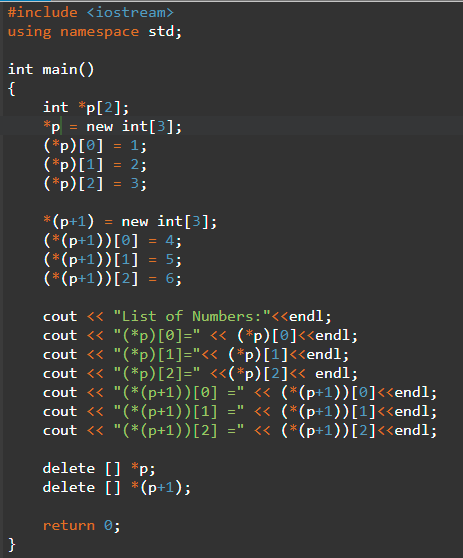 #include <iostream>
using namespace std;
int main()
{
int *p[2];
*p = new int[3];
(*p)[0] = 1;
(*p)[1] = 2;
(*p)[2] = 3;
*(p+1) = new int[3];
(*(p+1))[0] = 4;
(*(p+1))[1] = 5;
(*(p+1))[2] = 6;
cout << "List of Numbers:"<<endl;
cout << "(*p)[0]=" << (*p)[0]<<endl;
cout << "(*p)[1]="<< (*p)[1]<<endl;
cout << "(*p)[2]=" <<(*p)[2]<< endl;
cout << "(*(p+1))[0] =" << (*(p+1))[0]<<endl;
cout << "(*(p+1))[1] =" << (*(p+1))[1]<<endl;
cout << "(*(p+1))[2] =" << (*(p+1))[2]<<endl;
delete [] *p;
delete [] *(p+1);
return 0;
}